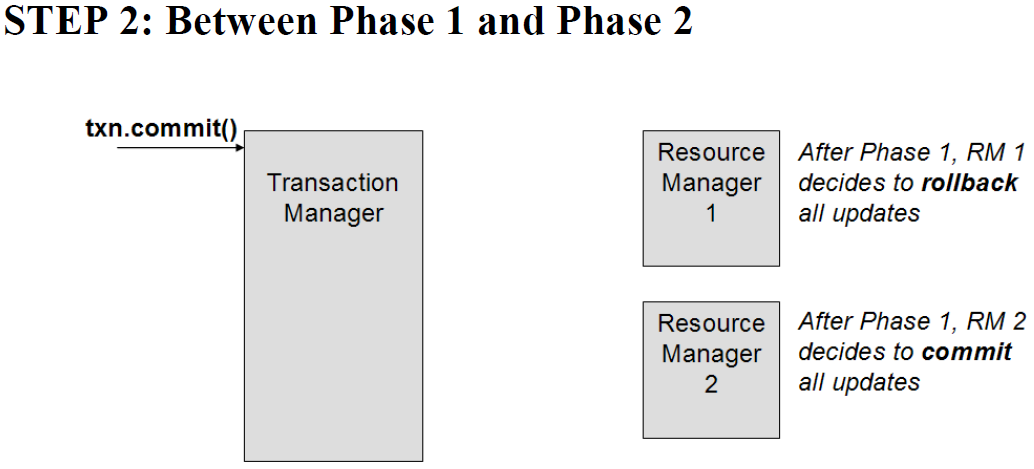 STEP 2: Between Phase 1 and Phase 2
txn.commit()
Transaction
Manager
Resource
Manager
1
After Phase 1, RM 1
decides to rollback
all updates
Resource
Manager
2
After Phase 1, RM 2
decides to commit
all updates